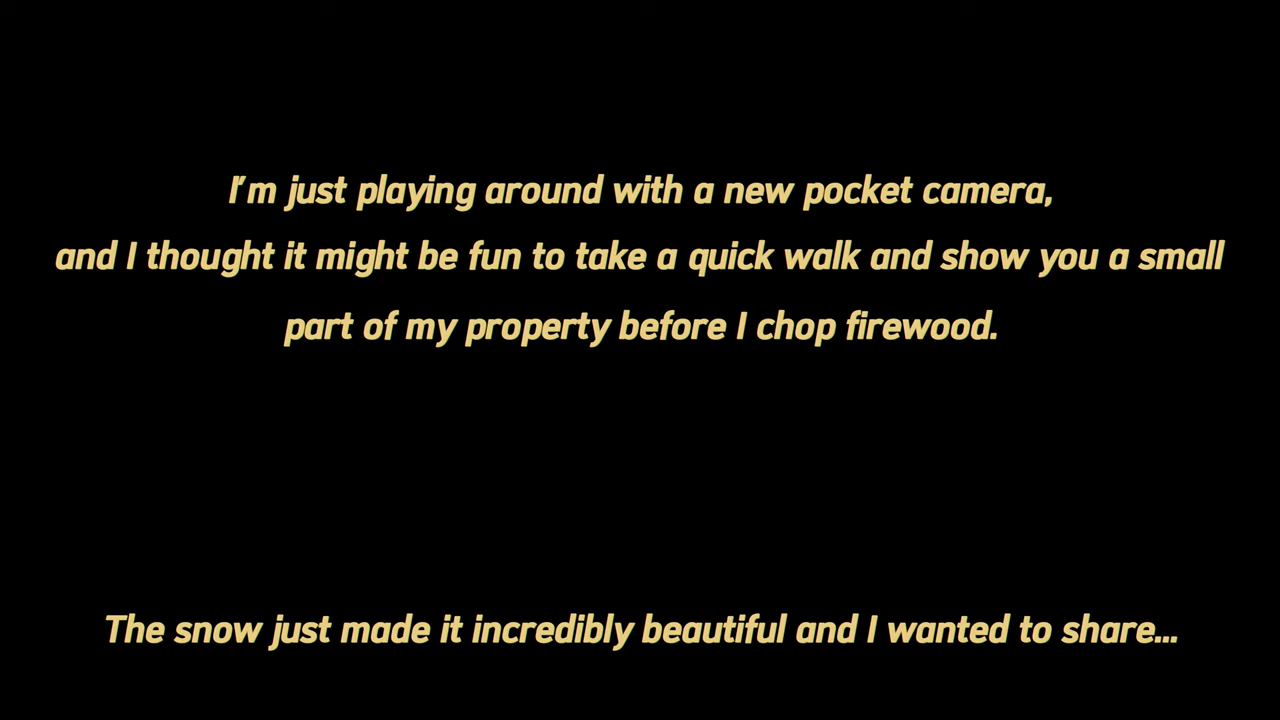 I'm just playing around with a new pocket camera,
and I thought it might be fun to take a quick walk and show you a small
part of my property before I chop firewood.
The snow just made it incredibly beautiful and I wanted to share...